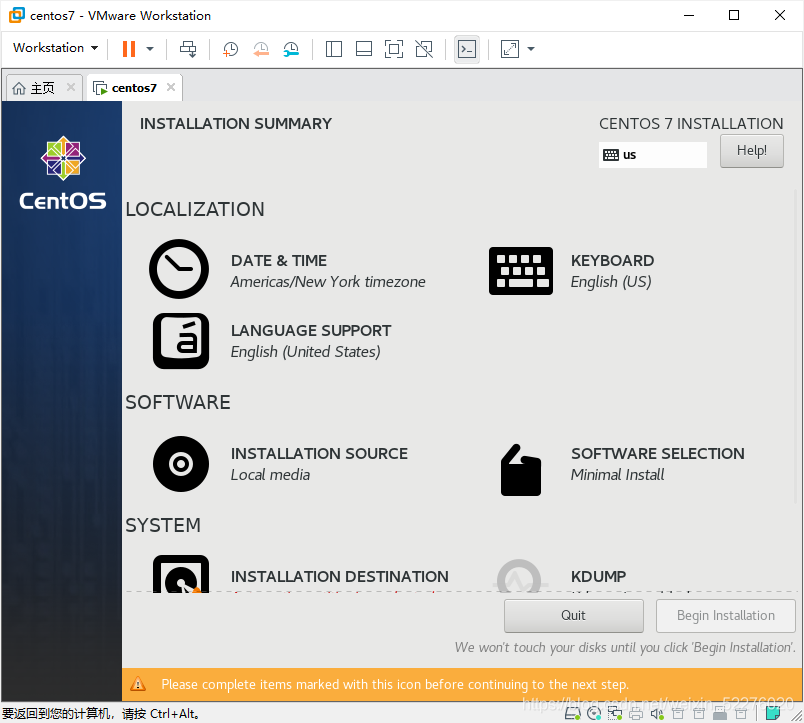 centos7 - VMware Workstation
Workstation
主页
centos7
INSTALLATION SUMMARY
CENTOS 7 INSTALLATION
us
Help!
CentOS
LOCALIZATION
DATE & TIME
Americas/New York timezone
KEYBOARD
English (US)
LANGUAGE SUPPORT
English (United States)
SOFTWARE
INSTALLATION SOURCE
Local media
SOFTWARE SELECTION
Minimal Install
SYSTEM
INSTALLATION DESTINATION
KDUMP
Quit
Begin Installation
We won't touch your disks until you click 'Begin Installation'.
Please complete items marked with this icon before continuing to the next step.
要返回到您的计算机，请按 Ctrl+Alt。